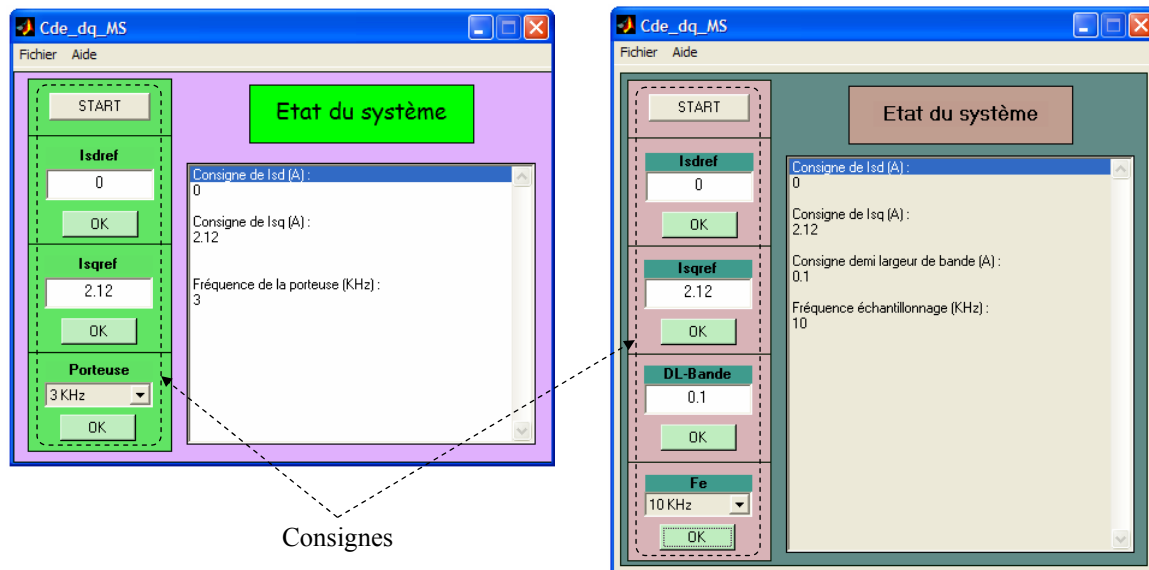 Cde_dq_MS
Fichier Aide
START
Etat du système
Isdref
0
OK
Isqref
2.12
OK
Porteuse
3 KHz
OK
Consigne de Isd (A) :
0
Consigne de Isq (A) :
2.12
Fréquence de la porteuse (KHz) :
3
Cde_dq_MS
Fichier Aide
START
Etat du système
Isdref
0
OK
Isqref
2.12
OK
DL-Bande
0.1
OK
Fe
10 KHz
OK
Consigne de Isd (A) :
0
Consigne de Isq (A) :
2.12
Consigne demi largeur de bande (A) :
0.1
Fréquence échantillonnage (KHz) :
10
Consignes